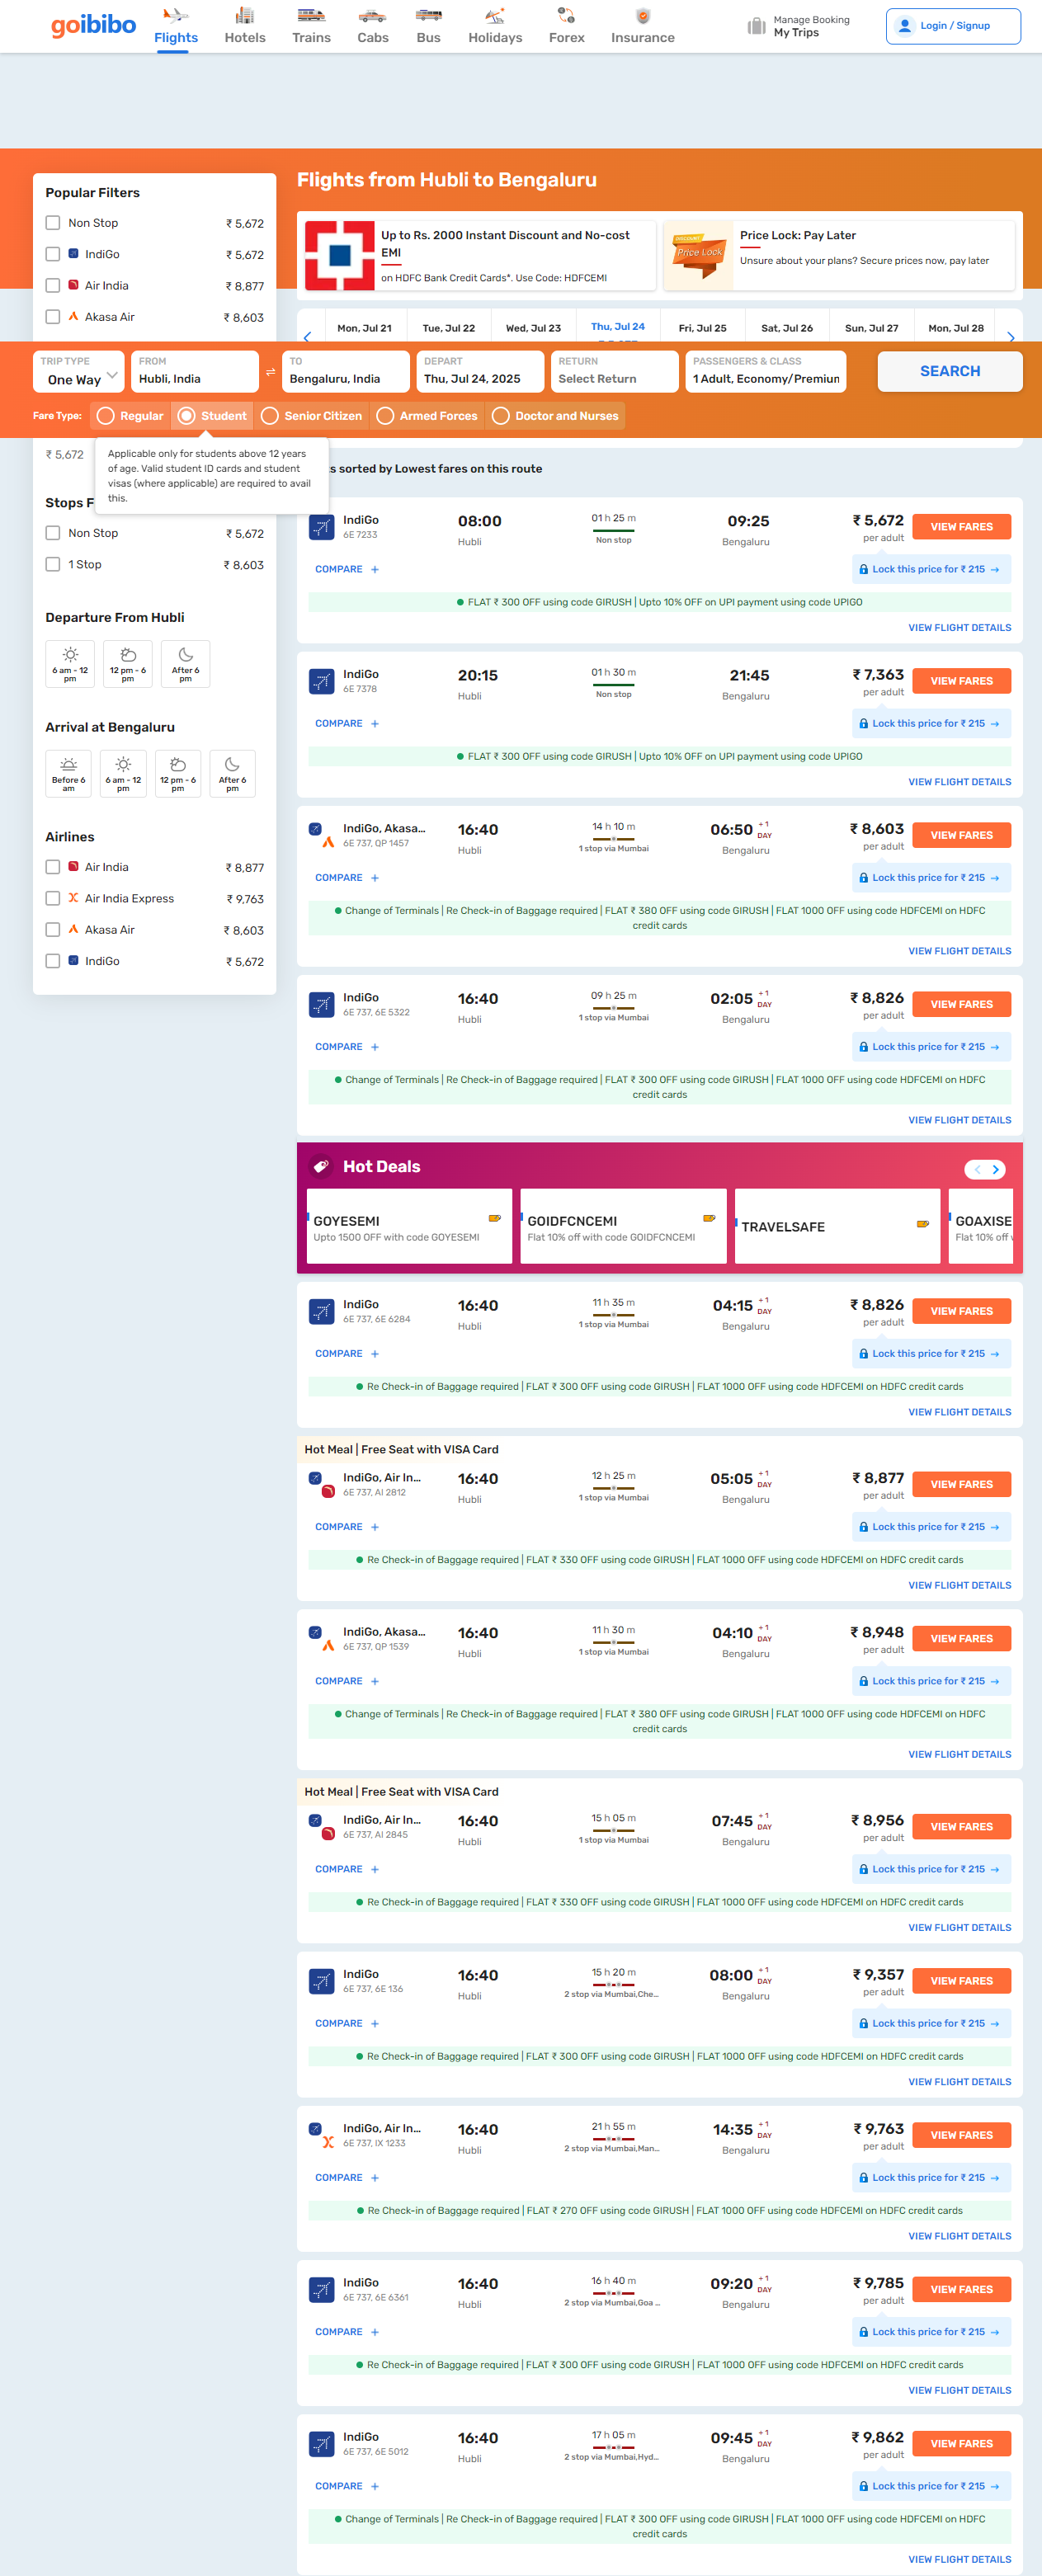 goibibo
Flights
Hotels
Trains
Cabs
Bus
Holidays
Forex
Insurance
Manage Booking
My Trips
Login / Signup
Popular Filters
Non Stop ₹ 5,672
IndiGo ₹ 5,672
Air India ₹ 8,877
Akasa Air ₹ 8,603
Flights from Hubli to Bengaluru
Up to Rs. 2000 Instant Discount and No-cost
EMI
on HDFC Bank Credit Cards*. Use Code: HDFCEMI
DISCOUNT
Price Lock
Price Lock: Pay Later
Unsure about your plans? Secure prices now, pay later
Mon, Jul 21
Tue, Jul 22
Wed, Jul 23
Thu, Jul 24
Fri, Jul 25
Sat, Jul 26
Sun, Jul 27
Mon, Jul 28
TRIP TYPE
One Way
FROM
Hubli, India
TO
Bengaluru, India
DEPART
Thu, Jul 24, 2025
RETURN
Select Return
PASSENGERS & CLASS
1 Adult, Economy/Premiun
SEARCH
Fare Type: Regular Student Senior Citizen Armed Forces Doctor and Nurses
₹ 5,672
Applicable only for students above 12 years
of age. Valid student ID cards and student
visas (where applicable) are required to avail
this.
Stops F
Non Stop ₹ 5,672
1 Stop ₹ 8,603
Departure From Hubli
6 am - 12
pm
12 pm - 6
pm
After 6
pm
Arrival at Bengaluru
Before 6
am
6 am - 12
pm
12 pm - 6
pm
After 6
pm
Airlines
Air India ₹ 8,877
Air India Express ₹ 9,763
Akasa Air ₹ 8,603
IndiGo ₹ 5,672
s sorted by Lowest fares on this route
IndiGo 08:00 01 h 25 m 09:25 ₹ 5,672 VIEW FARES
6E 7233 Hubli Non stop Bengaluru per adult
COMPARE + Lock this price for ₹ 215 →
FLAT ₹ 300 OFF using code GIRUSH | Upto 10% OFF on UPI payment using code UPIGO
VIEW FLIGHT DETAILS
IndiGo 20:15 01 h 30 m 21:45 ₹ 7,363 VIEW FARES
6E 7378 Hubli Non stop Bengaluru per adult
COMPARE + Lock this price for ₹ 215 →
FLAT ₹ 300 OFF using code GIRUSH | Upto 10% OFF on UPI payment using code UPIGO
VIEW FLIGHT DETAILS
IndiGo, Akasa... 16:40 14 h 10 m 06:50 +1 DAY ₹ 8,603 VIEW FARES
6E 737, QP 1457 Hubli 1 stop via Mumbai Bengaluru per adult
COMPARE + Lock this price for ₹ 215 →
Change of Terminals | Re Check-in of Baggage required | FLAT ₹ 380 OFF using code GIRUSH | FLAT 1000 OFF using code HDFCEMI on HDFC
credit cards
VIEW FLIGHT DETAILS
IndiGo 16:40 09 h 25 m 02:05 +1 DAY ₹ 8,826 VIEW FARES
6E 737, 6E 5322 Hubli 1 stop via Mumbai Bengaluru per adult
COMPARE + Lock this price for ₹ 215 →
Change of Terminals | Re Check-in of Baggage required | FLAT ₹ 300 OFF using code GIRUSH | FLAT 1000 OFF using code HDFCEMI on HDFC
credit cards
VIEW FLIGHT DETAILS
Hot Deals
GOYESEMI
Upto 1500 OFF with code GOYESEMI
GOIDFCNCEMI
Flat 10% off with code GOIDFCNCEMI
TRAVELSAFE
GOAXISE
Flat 10% off
IndiGo 16:40 11 h 35 m 04:15 +1 DAY ₹ 8,826 VIEW FARES
6E 737, 6E 6284 Hubli 1 stop via Mumbai Bengaluru per adult
COMPARE + Lock this price for ₹ 215 →
Re Check-in of Baggage required | FLAT ₹ 300 OFF using code GIRUSH | FLAT 1000 OFF using code HDFCEMI on HDFC credit cards
VIEW FLIGHT DETAILS
Hot Meal | Free Seat with VISA Card
IndiGo, Air In... 16:40 12 h 25 m 05:05 +1 DAY ₹ 8,877 VIEW FARES
6E 737, AI 2812 Hubli 1 stop via Mumbai Bengaluru per adult
COMPARE + Lock this price for ₹ 215 →
Re Check-in of Baggage required | FLAT ₹ 330 OFF using code GIRUSH | FLAT 1000 OFF using code HDFCEMI on HDFC credit cards
VIEW FLIGHT DETAILS
IndiGo, Akasa... 16:40 11 h 30 m 04:10 +1 DAY ₹ 8,948 VIEW FARES
6E 737, QP 1539 Hubli 1 stop via Mumbai Bengaluru per adult
COMPARE + Lock this price for ₹ 215 →
Change of Terminals | Re Check-in of Baggage required | FLAT ₹ 380 OFF using code GIRUSH | FLAT 1000 OFF using code HDFCEMI on HDFC
credit cards
VIEW FLIGHT DETAILS
Hot Meal | Free Seat with VISA Card
IndiGo, Air In... 16:40 15 h 05 m 07:45 +1 DAY ₹ 8,956 VIEW FARES
6E 737, AI 2845 Hubli 1 stop via Mumbai Bengaluru per adult
COMPARE + Lock this price for ₹ 215 →
Re Check-in of Baggage required | FLAT ₹ 330 OFF using code GIRUSH | FLAT 1000 OFF using code HDFCEMI on HDFC credit cards
VIEW FLIGHT DETAILS
IndiGo 16:40 15 h 20 m 08:00 +1 DAY ₹ 9,357 VIEW FARES
6E 737, 6E 136 Hubli 2 stop via Mumbai,Che... Bengaluru per adult
COMPARE + Lock this price for ₹ 215 →
Re Check-in of Baggage required | FLAT ₹ 300 OFF using code GIRUSH | FLAT 1000 OFF using code HDFCEMI on HDFC credit cards
VIEW FLIGHT DETAILS
IndiGo, Air In... 16:40 21 h 55 m 14:35 +1 DAY ₹ 9,763 VIEW FARES
6E 737, IX 1233 Hubli 2 stop via Mumbai,Man... Bengaluru per adult
COMPARE + Lock this price for ₹ 215 →
Re Check-in of Baggage required | FLAT ₹ 270 OFF using code GIRUSH | FLAT 1000 OFF using code HDFCEMI on HDFC credit cards
VIEW FLIGHT DETAILS
IndiGo 16:40 16 h 40 m 09:20 +1 DAY ₹ 9,785 VIEW FARES
6E 737, 6E 6361 Hubli 2 stop via Mumbai,Goa ... Bengaluru per adult
COMPARE + Lock this price for ₹ 215 →
Re Check-in of Baggage required | FLAT ₹ 300 OFF using code GIRUSH | FLAT 1000 OFF using code HDFCEMI on HDFC credit cards
VIEW FLIGHT DETAILS
IndiGo 16:40 17 h 05 m 09:45 +1 DAY ₹ 9,862 VIEW FARES
6E 737, 6E 5012 Hubli 2 stop via Mumbai,Hyd... Bengaluru per adult
COMPARE + Lock this price for ₹ 215 →
Change of Terminals | Re Check-in of Baggage required | FLAT ₹ 300 OFF using code GIRUSH | FLAT 1000 OFF using code HDFCEMI on HDFC
credit cards
VIEW FLIGHT DETAILS